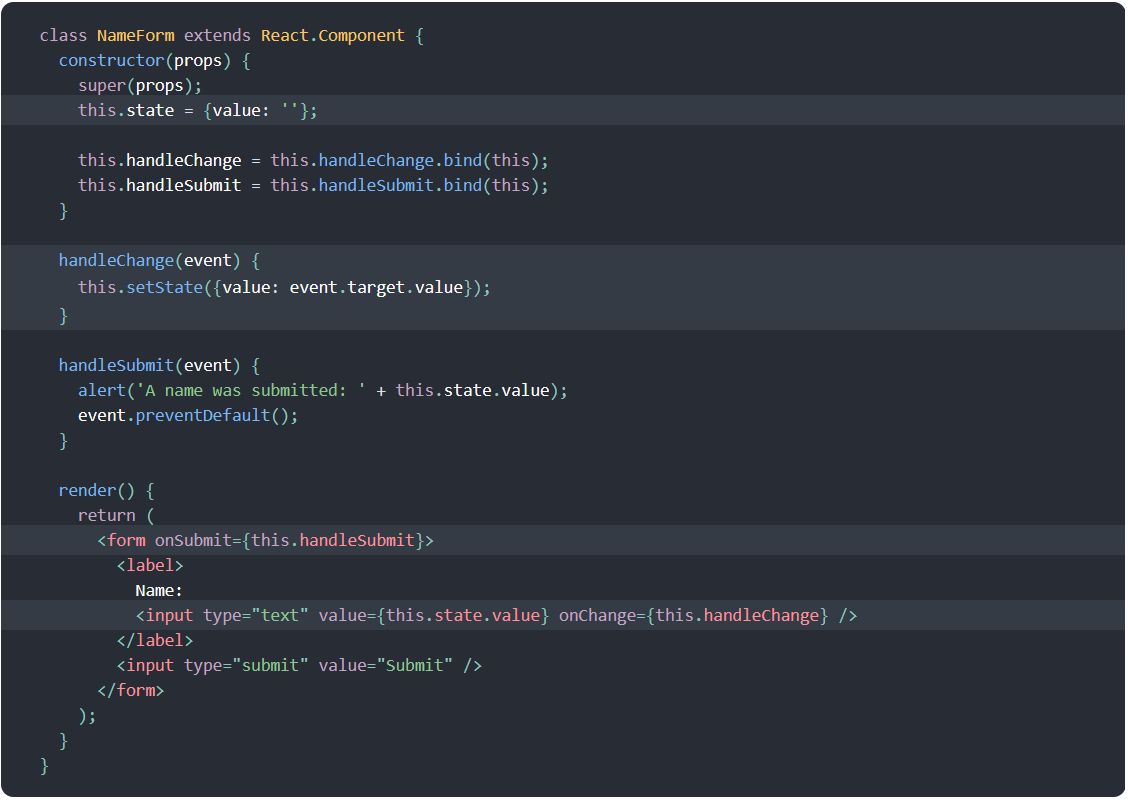 class NameForm extends React.Component {
  constructor(props) {
    super(props);
    this.state = {value: ''};

    this.handleChange = this.handleChange.bind(this);
    this.handleSubmit = this.handleSubmit.bind(this);
  }

  handleChange(event) {
    this.setState({value: event.target.value});
  }

  handleSubmit(event) {
    alert('A name was submitted: ' + this.state.value);
    event.preventDefault();
  }

  render() {
    return (
      <form onSubmit={this.handleSubmit}>
        <label>
          Name:
          <input type="text" value={this.state.value} onChange={this.handleChange} />
        </label>
        <input type="submit" value="Submit" />
      </form>
    );
  }
}